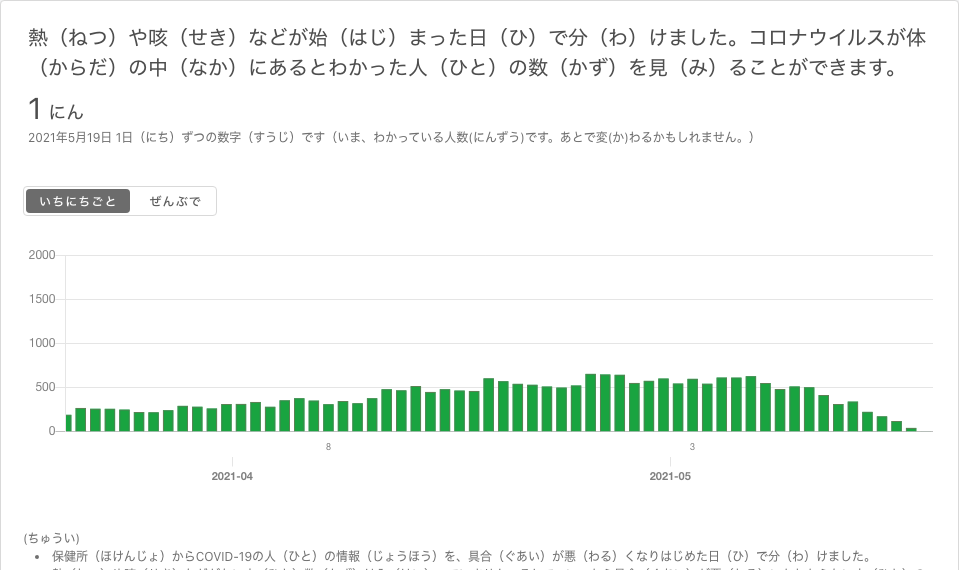 熱（ねつ）や咳（せき）などが始（はじ）まった日（ひ）で分（わ）けました。コロナウイルスが体
（からだ）の中（なか）にあるとわかった人（ひと）の数（かず）を見（み）ることができます。
1 にん
2021年5月19日 1日（にち）ずつの数字（すうじ）です（いま、わかっている人数(にんずう)です。あとで変(か)わるかもしれません。）
いちにちごと ぜんぶで
2000
1500
1000
500
0
8 3
2021-04 2021-05
(ちゅうい)
• 保健所（ほけんじょ）からCOVID-19の人（ひと）の情報（じょうほう）を、具合（ぐあい）が悪（わる）くなりはじめた日（ひ）で分（わ）けました。